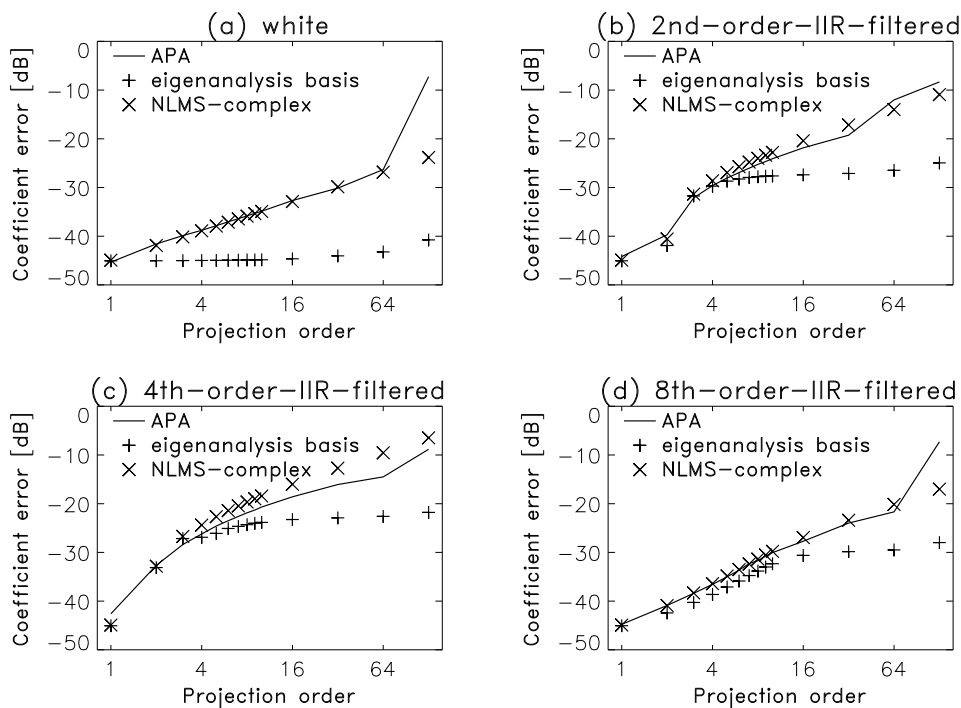 (a) white
0
−10
−20
−30
−40
−50
Coefficient error [dB]
APA
eigenanalysis basis
NLMS−complex
1 4 16 64
Projection order
(b) 2nd−order−IIR−filtered
0
−10
−20
−30
−40
−50
Coefficient error [dB]
APA
eigenanalysis basis
NLMS−complex
1 4 16 64
Projection order
(c) 4th−order−IIR−filtered
0
−10
−20
−30
−40
−50
Coefficient error [dB]
APA
eigenanalysis basis
NLMS−complex
1 4 16 64
Projection order
(d) 8th−order−IIR−filtered
0
−10
−20
−30
−40
−50
Coefficient error [dB]
APA
eigenanalysis basis
NLMS−complex
1 4 16 64
Projection order